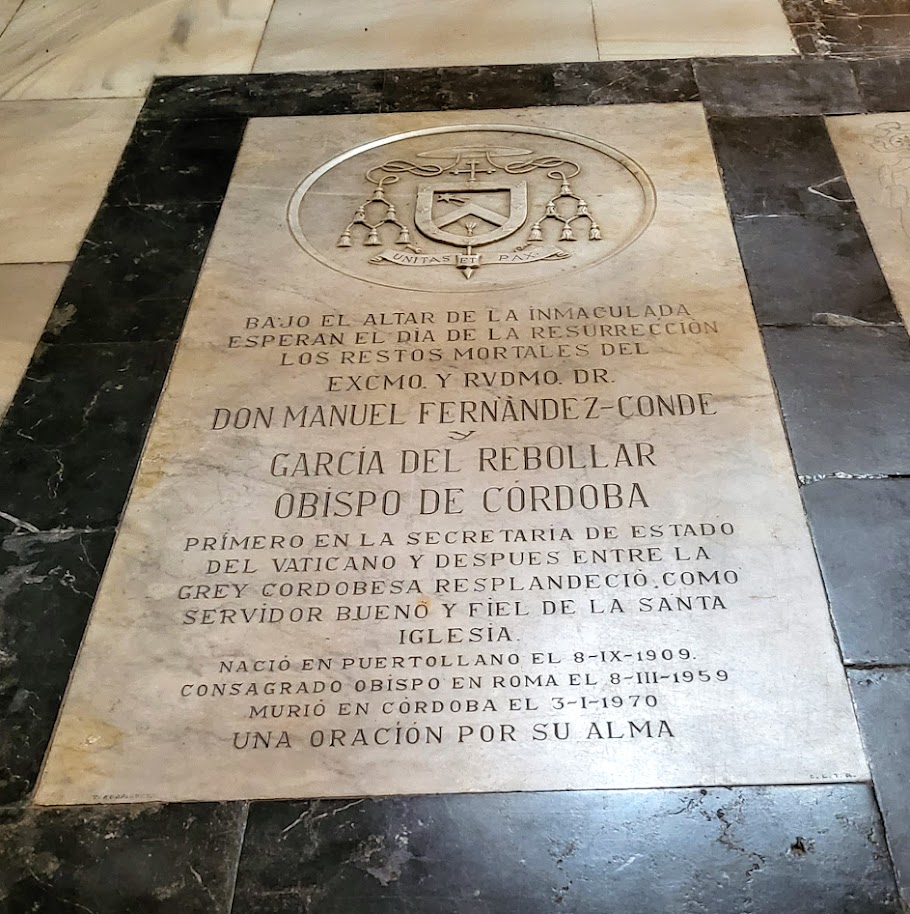 UNITAS ET PAX
BAJO EL ALTAR DE LA INMACULADA
ESPERAN EL DÍA DE LA RESURRECCIÓN
LOS RESTOS MORTALES DEL
EXCMO. Y RVDMO. DR.
DON MANUEL FERNÀNDEZ-CONDE
Y
GARCÍA DEL REBOLLAR
OBISPO DE CÓRDOBA
PRÍMERO EN LA SECRETARÍA DE ESTADO
DEL VATICANO Y DESPUES ENTRE LA
GREY CORDOBESA RESPLANDECIÓ, COMO
SERVIDOR BUENO Y FIEL DE LA SANTA
IGLESIA.
NACIÓ EN PUERTOLLANO EL 8-IX-1909.
CONSAGRADO OBISPO EN ROMA EL 8-III-1959
MURIÓ EN CÓRDOBA EL 3-I-1970
UNA ORACIÓN POR SU ALMA